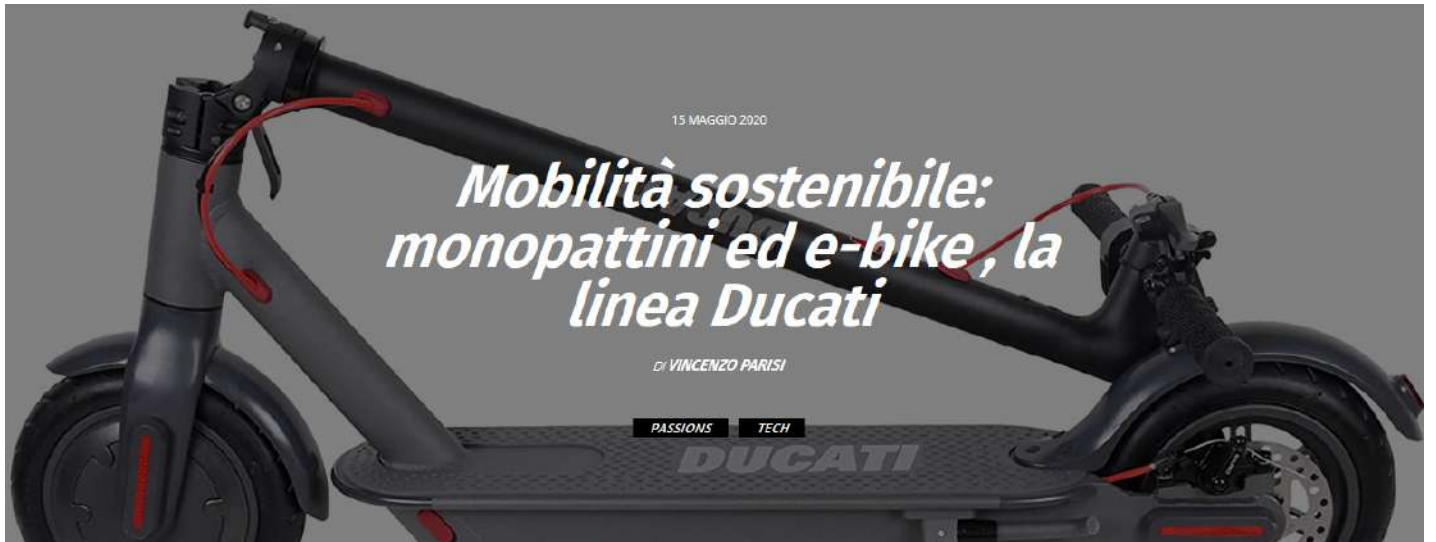 15 MAGGIO 2020
Mobilità sostenibile:
monopattini ed e-bike , la
linea Ducati
DI VINCENZO PARISI
PASSIONS TECH
DUCATI